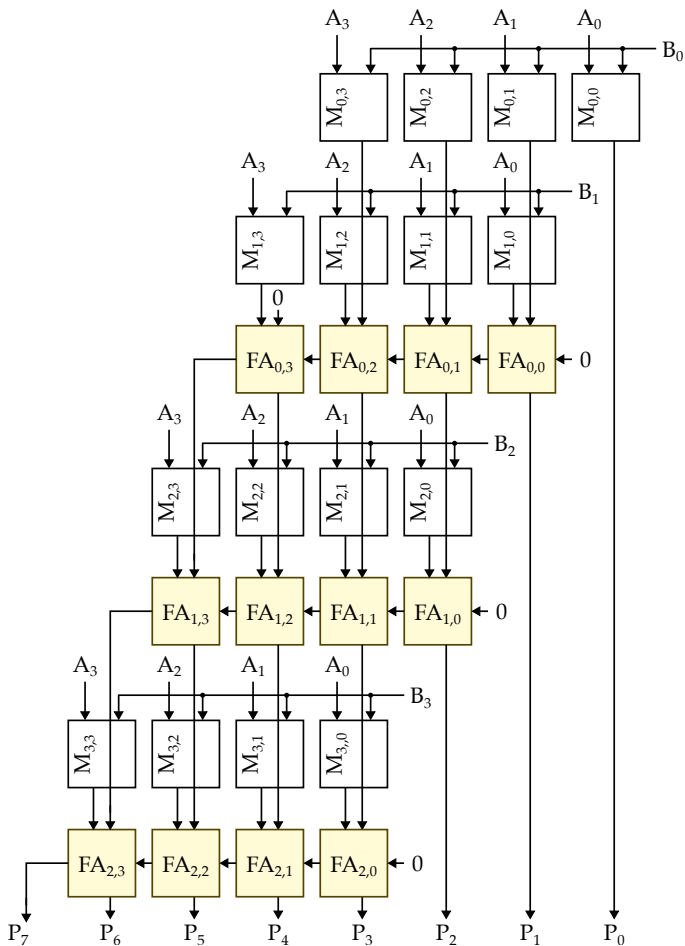 A₃ A₂ A₁ A₀
B₀
M₀,₃ M₀,₂ M₀,₁ M₀,₀
A₃ A₂ A₁ A₀
B₁
M₁,₃ M₁,₂ M₁,₁ M₁,₀
0
FA₀,₃ FA₀,₂ FA₀,₁ FA₀,₀ 0
A₃ A₂ A₁ A₀
B₂
M₂,₃ M₂,₂ M₂,₁ M₂,₀
FA₁,₃ FA₁,₂ FA₁,₁ FA₁,₀ 0
A₃ A₂ A₁ A₀
B₃
M₃,₃ M₃,₂ M₃,₁ M₃,,₀
FA₂,₃ FA₂,₂ FA₂,₁ FA₂,₀ 0
P₇ P₆ P₅ P₄ P₃ P₂ P₁ P₀